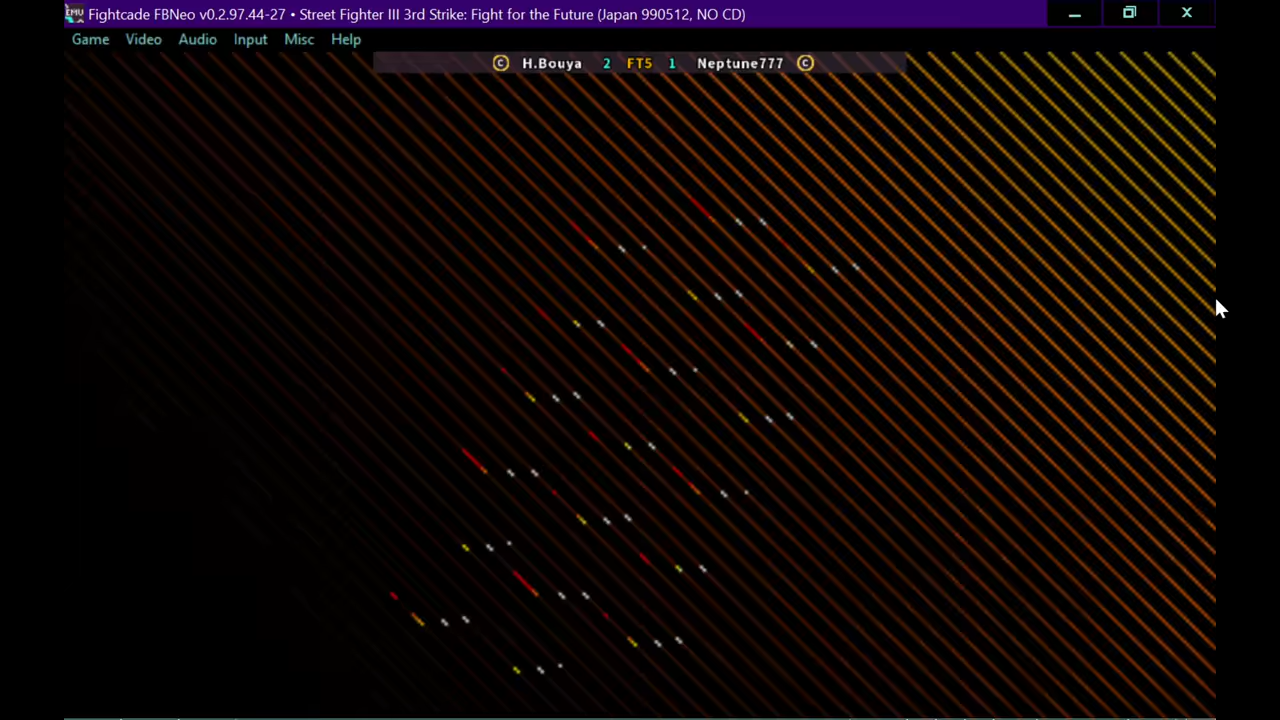 Fightcade FBNeo v0.2.97.44-27 • Street Fighter III 3rd Strike: Fight for the Future (Japan 990512, NO CD)
Game Video Audio Input Misc Help
© H.Bouya 2 FT5 1 Neptune777 ©